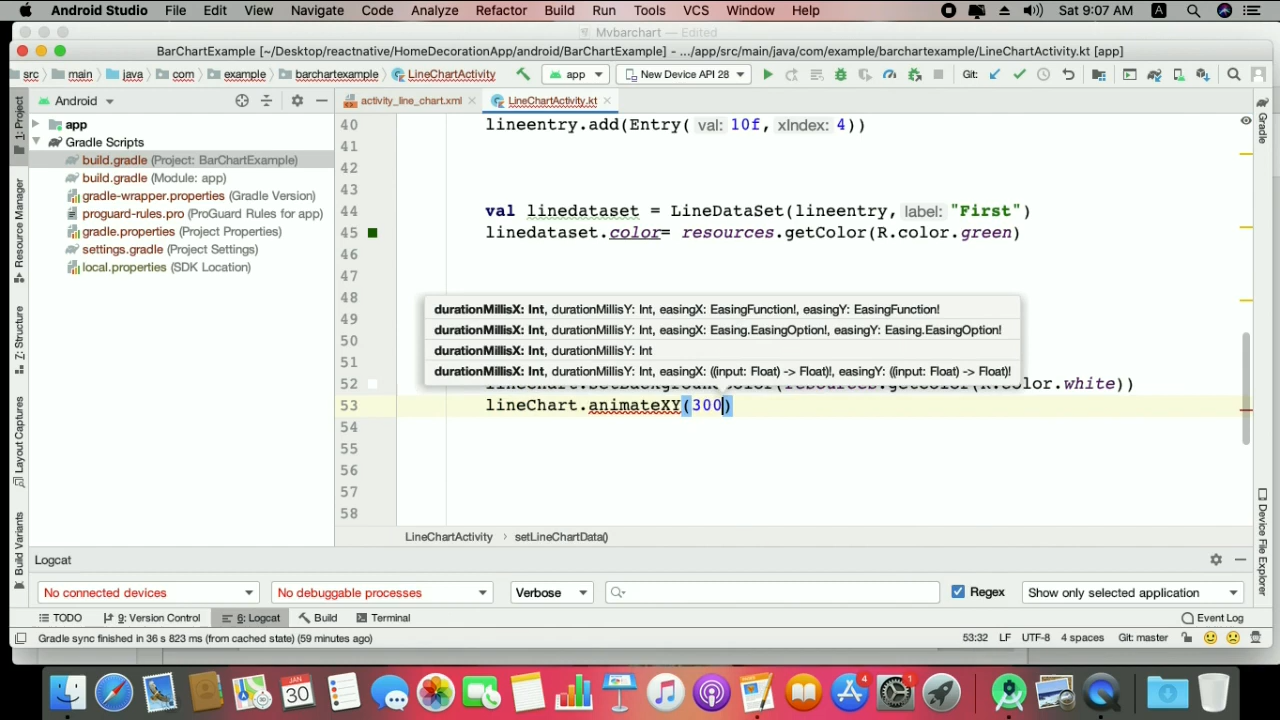 Android Studio File Edit View Navigate Code Analyze Refactor Build Run Tools VCS Window Help Sat 9:07 AM A
Mvbarchart — Edited
BarChartExample [~/Desktop/reactnative/HomeDecorationApp/android/BarChartExample] - .../app/src/main/java/com/example/barchartexample/LineChartActivity.kt [app]
src main java com example barchartexample LineChartActivity app New Device API 28 Git:
Android activity_line_chart.xml LineChartActivity.kt
1: Project
Resource Manager
7: Structure
Layout Captures
Build Variants
app
Gradle Scripts
build.gradle (Project: BarChartExample)
build.gradle (Module: app)
gradle-wrapper.properties (Gradle Version)
proguard-rules.pro (ProGuard Rules for app)
gradle.properties (Project Properties)
settings.gradle (Project Settings)
local.properties (SDK Location)
40 lineentry.add(Entry( val: 10f, xIndex: 4))
41
42
43
44 val linedataset = LineDataSet(lineentry, label: "First")
45 linedataset.color= resources.getColor(R.color.green)
46
47
48
49
50
51
durationMillisX: Int, durationMillisY: Int, easingX: EasingFunction!, easingY: EasingFunction!
durationMillisX: Int, durationMillisY: Int, easingX: Easing.EasingOption!, easingY: Easing.EasingOption!
durationMillisX: Int, durationMillisY: Int
durationMillisX: Int, durationMillisY: Int, easingX: ((input: Float) -> Float)!, easingY: ((input: Float) -> Float)!
52 lineChart.setBackgroundColor(resources.getColor(R.color.white))
53 lineChart.animateXY(300)
54
55
56
57
58
LineChartActivity › setLineChartData()
Gradle
Device File Explorer
Logcat
No connected devices No debuggable processes Verbose Regex Show only selected application
TODO 9: Version Control 6: Logcat Build Terminal Event Log
Gradle sync finished in 36 s 823 ms (from cached state) (59 minutes ago) 53:32 LF UTF-8 4 spaces Git: master
JAN
30
4
1